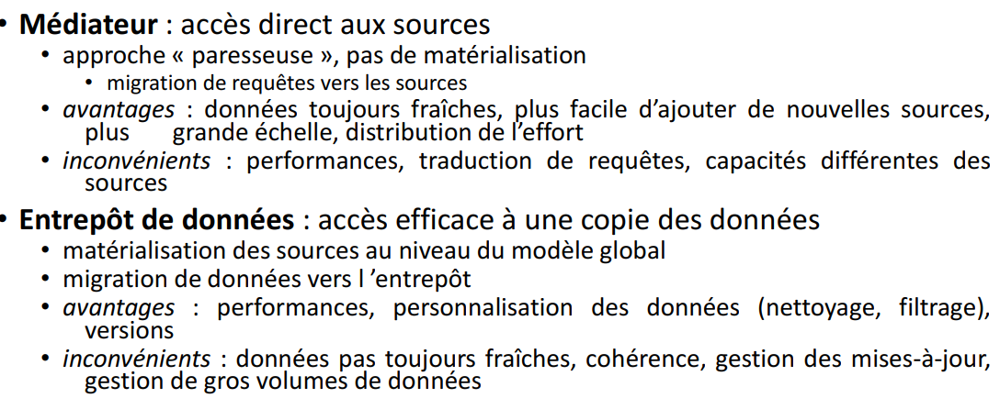 • Médiateur : accès direct aux sources
• approche « paresseuse », pas de matérialisation
• migration de requêtes vers les sources
• avantages : données toujours fraîches, plus facile d’ajouter de nouvelles sources,
plus grande échelle, distribution de l’effort
• inconvénients : performances, traduction de requêtes, capacités différentes des
sources
• Entrepôt de données : accès efficace à une copie des données
• matérialisation des sources au niveau du modèle global
• migration de données vers l ’entrepôt
• avantages : performances, personnalisation des données (nettoyage, filtrage),
versions
• inconvénients : données pas toujours fraîches, cohérence, gestion des mises-à-jour,
gestion de gros volumes de données